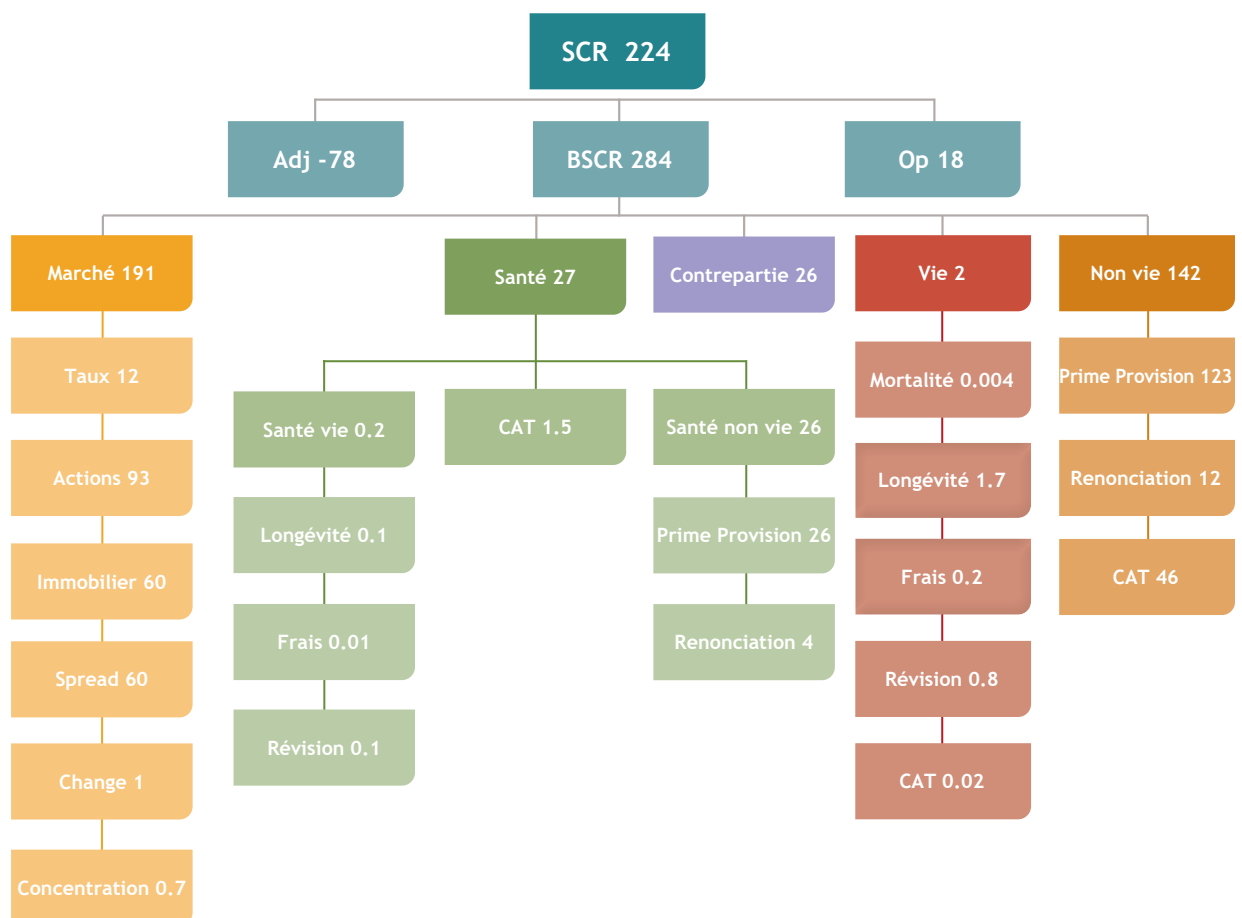 SCR 224
Adj -78
BSCR 284
Op 18
Marché 191
Santé 27
Contrepartie 26
Vie 2
Non vie 142
Taux 12
Actions 93
Immobilier 60
Spread 60
Change 1
Concentration 0.7
Santé vie 0.2
Longévité 0.1
Frais 0.01
Révision 0.1
CAT 1.5
Santé non vie 26
Prime Provision 26
Renonciation 4
Mortalité 0.004
Longévité 1.7
Frais 0.2
Révision 0.8
CAT 0.02
Prime Provision 123
Renonciation 12
CAT 46